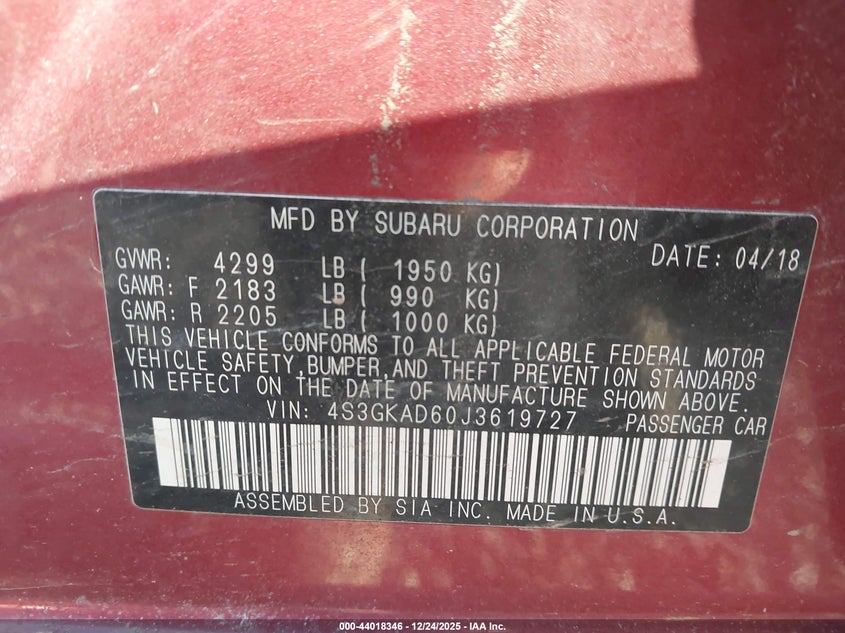 MFD BY SUBARU CORPORATION
DATE: 04/18
GVWR: 4299 LB ( 1950 KG)
GAWR: F 2183 LB ( 990 KG)
GAWR: R 2205 LB ( 1000 KG)
THIS VEHICLE CONFORMS TO ALL APPLICABLE FEDERAL MOTOR
VEHICLE SAFETY,BUMPER,AND THEFT PREVENTION STANDARDS
IN EFFECT ON THE DATE OF MANUFACTURE SHOWN ABOVE.
VIN: 4S3GKAD60J3619727 PASSENGER CAR
ASSEMBLED BY SIA INC. MADE IN U.S.A.
000-44018346 - 12/24/2025 - IAA Inc.